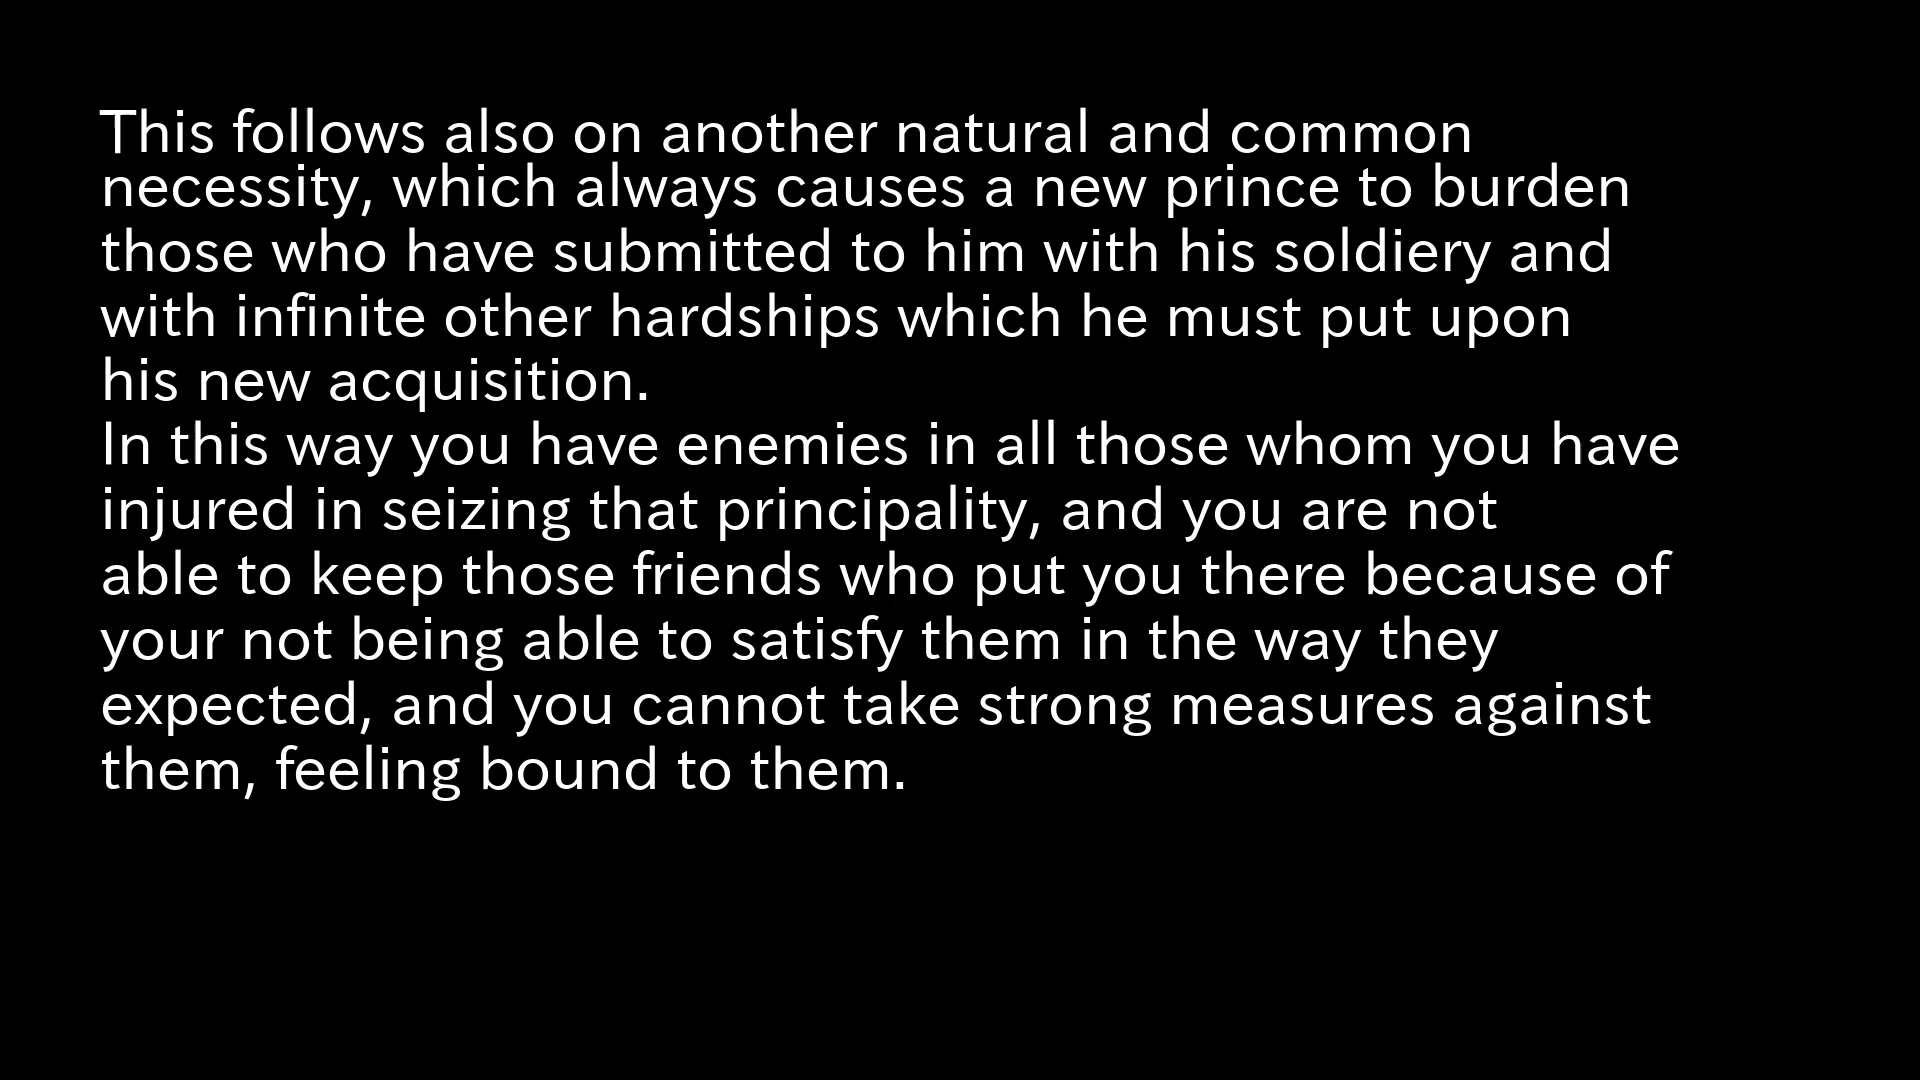 This follows also on another natural and common
necessity, which always causes a new prince to burden
those who have submitted to him with his soldiery and
with infinite other hardships which he must put upon
his new acquisition.
In this way you have enemies in all those whom you have
injured in seizing that principality, and you are not
able to keep those friends who put you there because of
your not being able to satisfy them in the way they
expected, and you cannot take strong measures against
them, feeling bound to them.